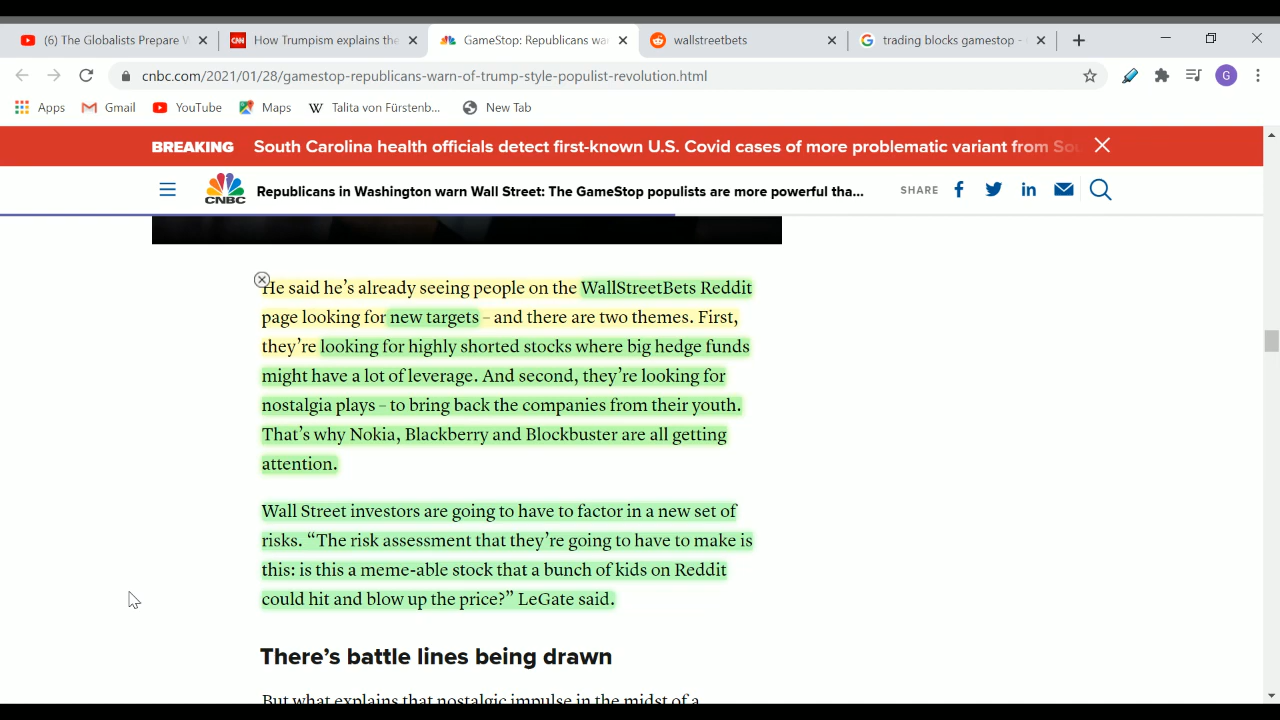 (6) The Globalists Prepare W
CNN How Trumpism explains the
GameStop: Republicans wa
wallstreetbets
trading blocks gamestop -
cnbc.com/2021/01/28/gamestop-republicans-warn-of-trump-style-populist-revolution.html
G
Apps Gmail YouTube Maps W Talita von Fürstenb... New Tab
BREAKING South Carolina health officials detect first-known U.S. Covid cases of more problematic variant from Sou
CNBC Republicans in Washington warn Wall Street: The GameStop populists are more powerful tha... SHARE
He said he's already seeing people on the WallStreetBets Reddit
page looking for new targets – and there are two themes. First,
they're looking for highly shorted stocks where big hedge funds
might have a lot of leverage. And second, they're looking for
nostalgia plays – to bring back the companies from their youth.
That's why Nokia, Blackberry and Blockbuster are all getting
attention.
Wall Street investors are going to have to factor in a new set of
risks. “The risk assessment that they're going to have to make is
this: is this a meme-able stock that a bunch of kids on Reddit
could hit and blow up the price?” LeGate said.
There's battle lines being drawn
But what explains that nostalgic impulse in the midst of a